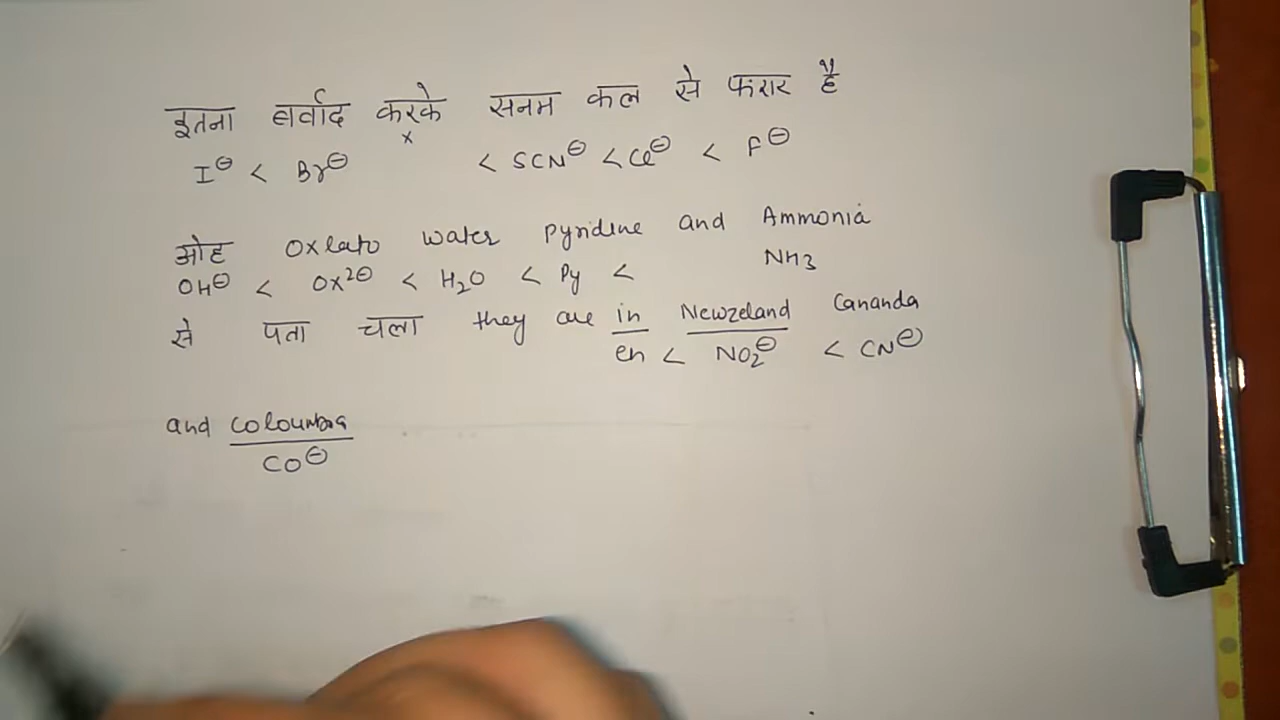 इतना बर्वाद करके सनम कल से फरार है
x
I⊖ < Br⊖ < SCN⊖ < Cl⊖ < F⊖
ओह Oxlato water pyridine and Ammonia
OH⊖ < Ox²⊖ < H₂O < Py < NH₃
से पता चला they are in Newzeland Cananda
en < NO₂⊖ < CN⊖
and Coloumbia
CO⊖